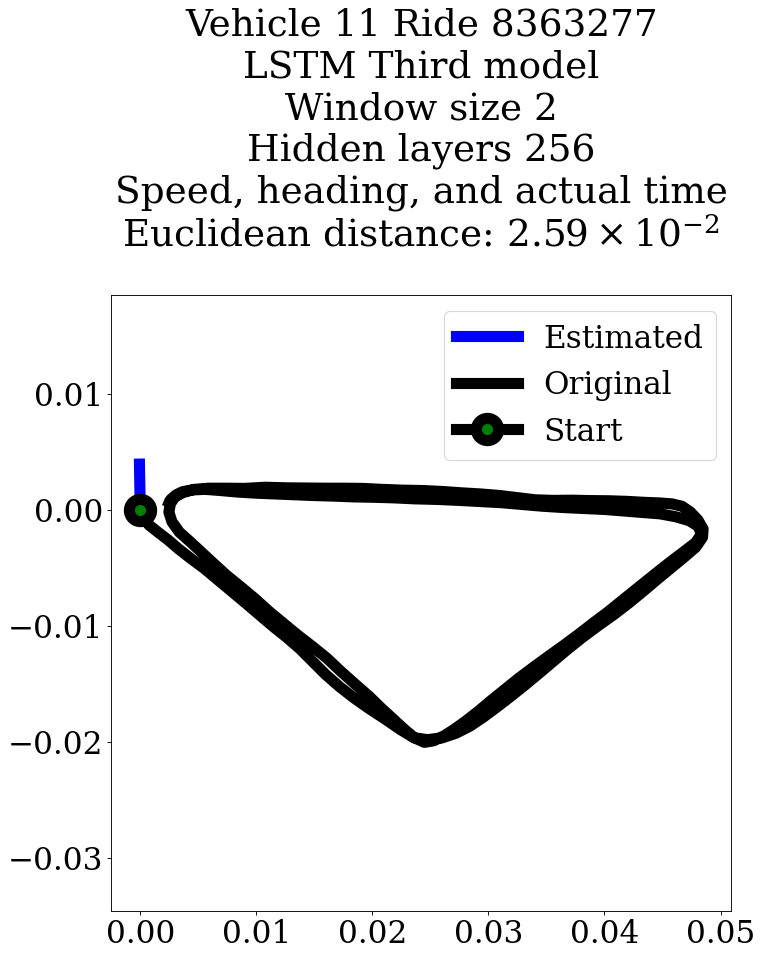 Vehicle 11 Ride 8363277
LSTM Third model
Window size 2
Hidden layers 256
Speed, heading, and actual time
Euclidean distance: 2.59 × 10⁻²
Estimated
Original
Start
0.01
0.00
−0.01
−0.02
−0.03
0.00 0.01 0.02 0.03 0.04 0.05